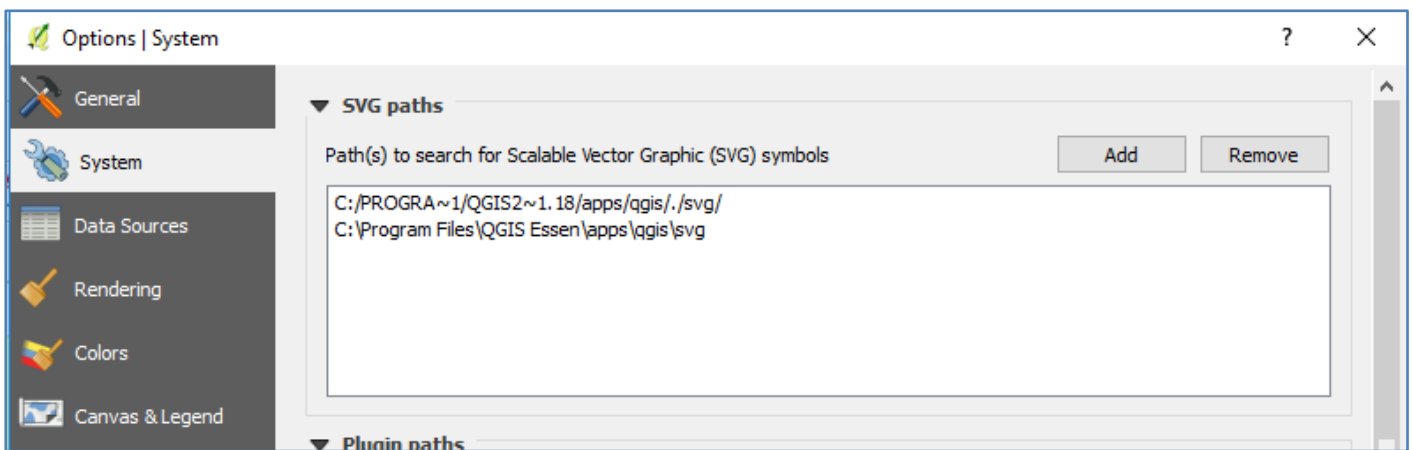 Options | System
?
General
System
Data Sources
Rendering
Colors
Canvas & Legend
SVG paths
Path(s) to search for Scalable Vector Graphic (SVG) symbols
Add
Remove
C:/PROGRA~1/QGIS2~1.18/apps/qgis/./svg/
C:\Program Files\QGIS Essen\apps\qgis\svg
Plugin paths